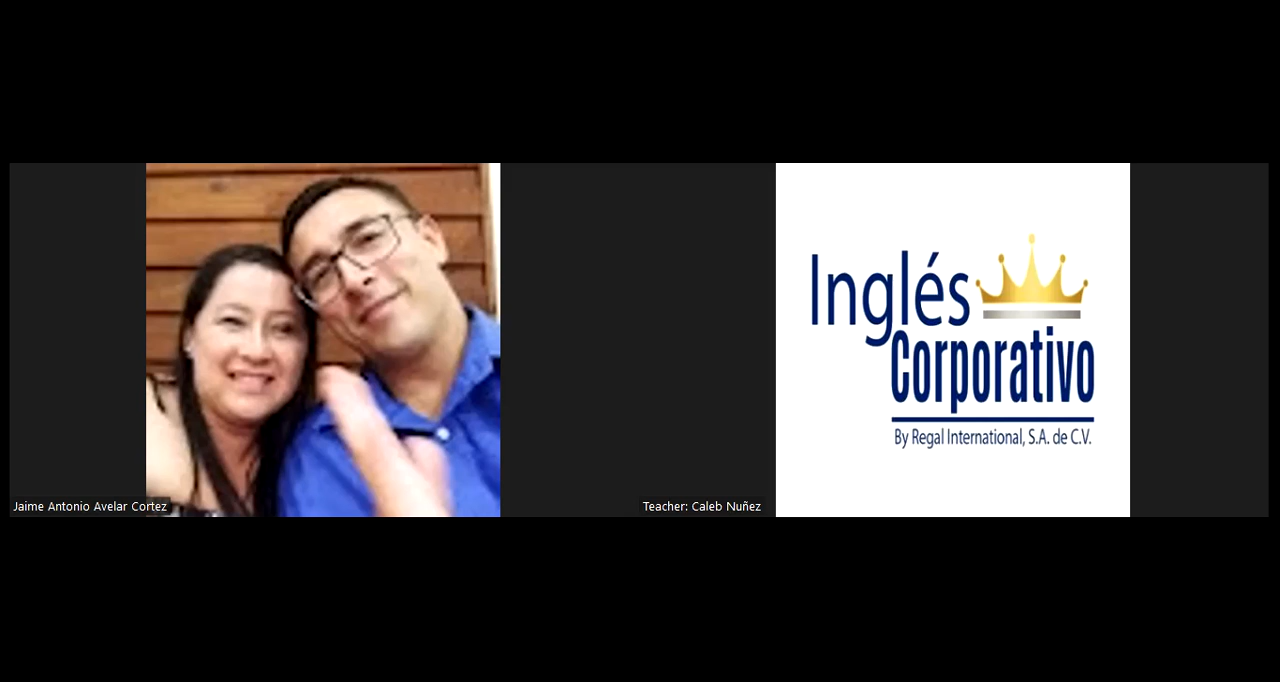 Jaime Antonio Avelar Cortez
Teacher: Caleb Nuñez
Inglés
Corporativo
By Regal International, S.A. de C.V.